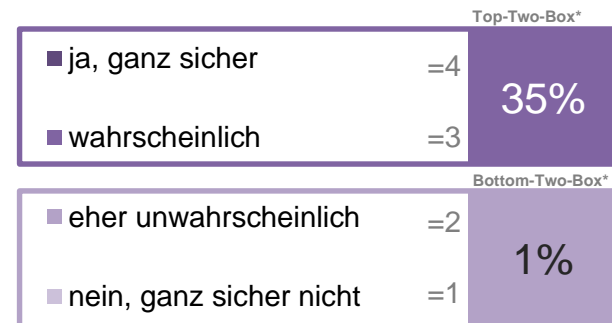 Top-Two-Box*
ja, ganz sicher =4
35%
wahrscheinlich =3
Bottom-Two-Box*
eher unwahrscheinlich =2
1%
nein, ganz sicher nicht =1